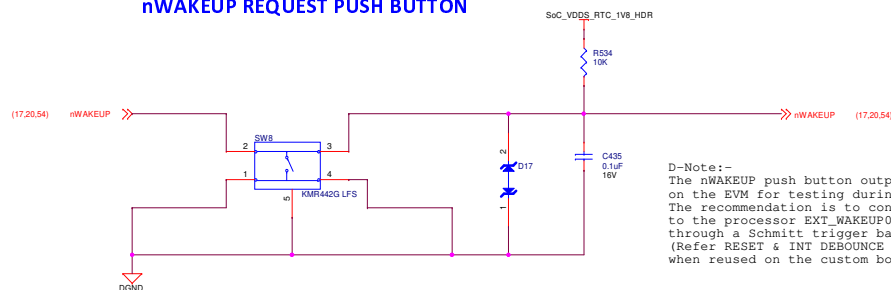 nWAKEUP REQUEST PUSH BUTTON
SoC_VDDS_RTC_1V8_HDR
R534
10K
(17,20,54) nWAKEUP
nWAKEUP (17,20,54)
SW8
2
3
1
4
KMR442G LFS
5
2
D17
1
C435
0.1uF
16V
DGND
D-Note:-
The nWAKEUP push button outp
on the EVM for testing durin
The recommendation is to con
to the processor EXT_WAKEUP0
through a Schmitt trigger ba
(Refer RESET & INT DEBOUNCE
when reused on the custom bo